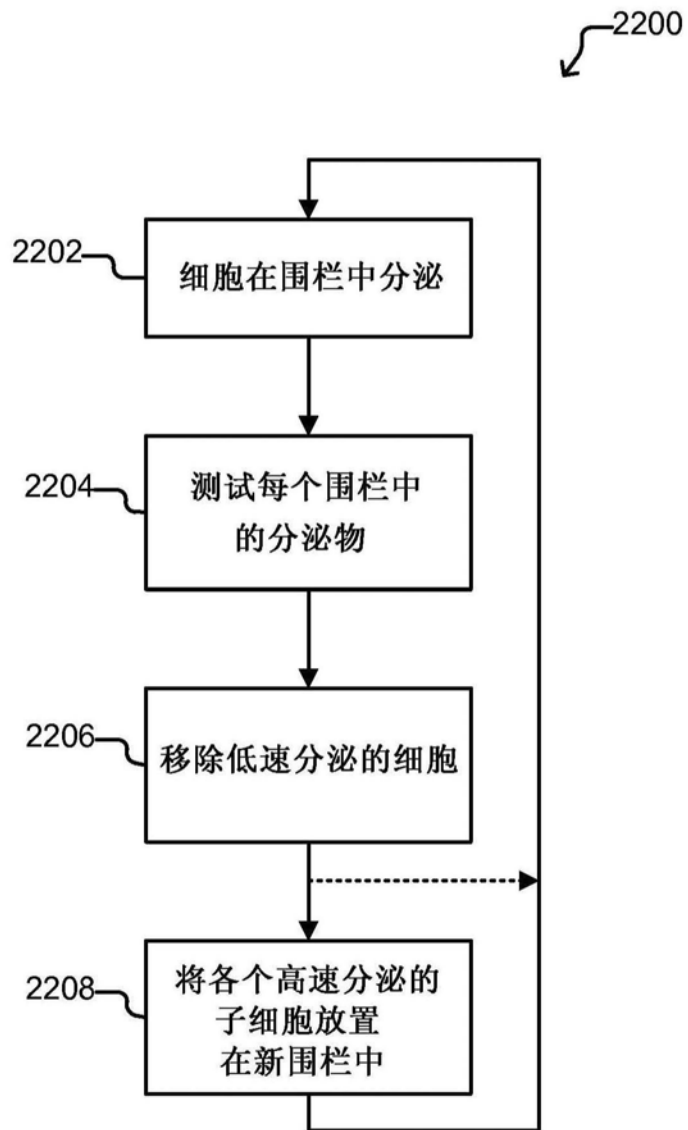 2200
2202
细胞在围栏中分泌
2204
测试每个围栏中
的分泌物
2206
移除低速分泌的细胞
2208
将各个高速分泌的
子细胞放置
在新围栏中